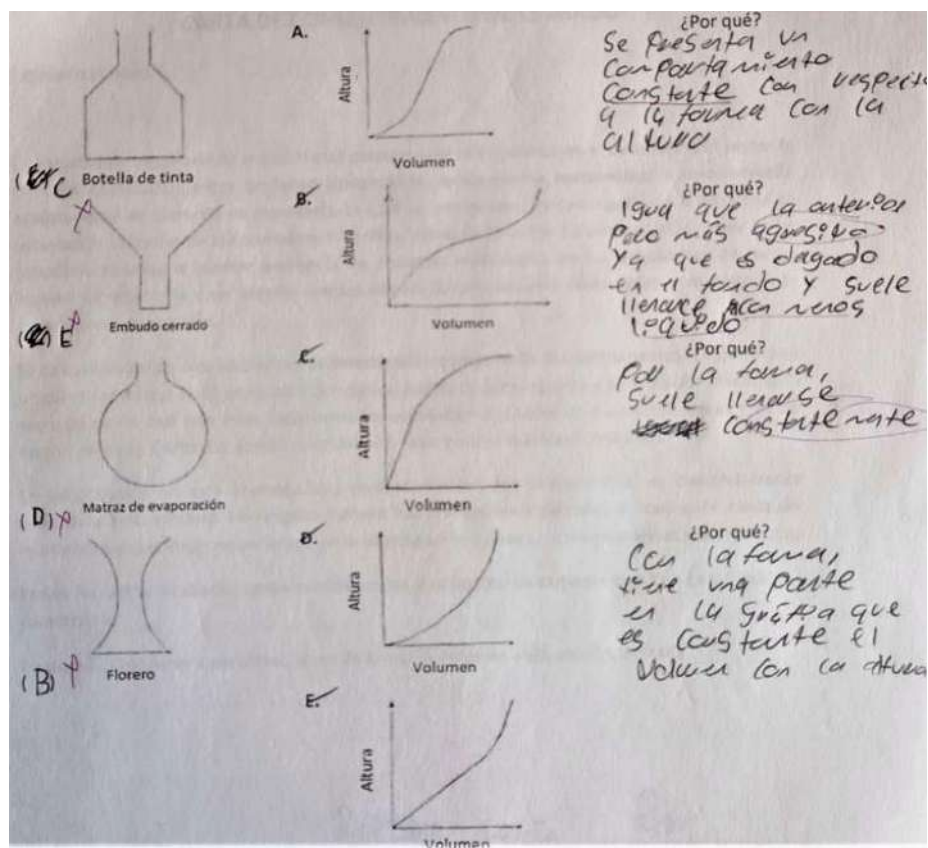 A.
Altura
Volumen
¿Por qué?
Se presenta un
comportamiento
constante con respecto
a la forma con la
altura
C Botella de tinta
B.
Altura
Volumen
¿Por qué?
Igua que la anterior
pero más agresiva
ya que es dagado
en el fondo y suele
llenarce con menos
liquido
E Embudo cerrado
C.
Altura
Volumen
¿Por qué?
Por la forma,
suele llenarse
constantemente
(D) Matraz de evaporación
D.
Altura
Volumen
¿Por qué?
Con la forma,
tiene una parte
en la gráfica que
es constante el
volumen con la altura
(B) Florero
E.
Altura
Volumen